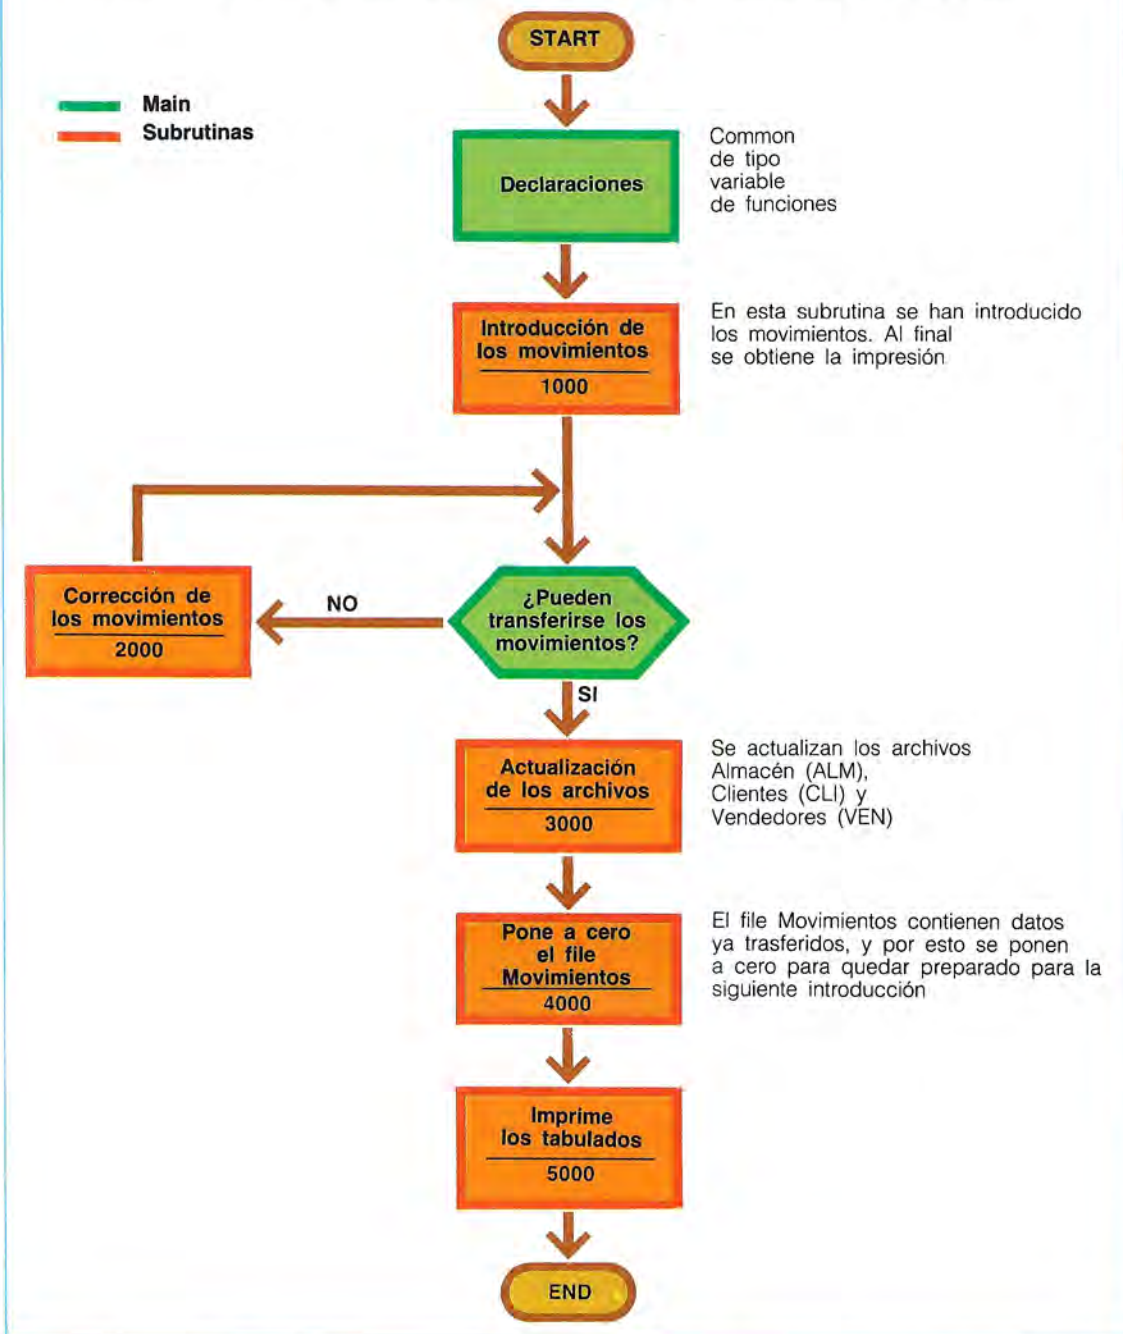 START
Main
Subrutinas
Declaraciones
Common
de tipo
variable
de funciones
Introducción de
los movimientos
1000
En esta subrutina se han introducido
los movimientos. Al final
se obtiene la impresión
Corrección de
los movimientos
2000
NO
¿Pueden
transferirse los
movimientos?
SI
Actualización
de los archivos
3000
Se actualizan los archivos
Almacén (ALM),
Clientes (CLI) y
Vendedores (VEN)
Pone a cero
el file
Movimientos
4000
El file Movimientos contienen datos
ya trasferidos, y por esto se ponen
a cero para quedar preparado para la
siguiente introducción
Imprime
los tabulados
5000
END